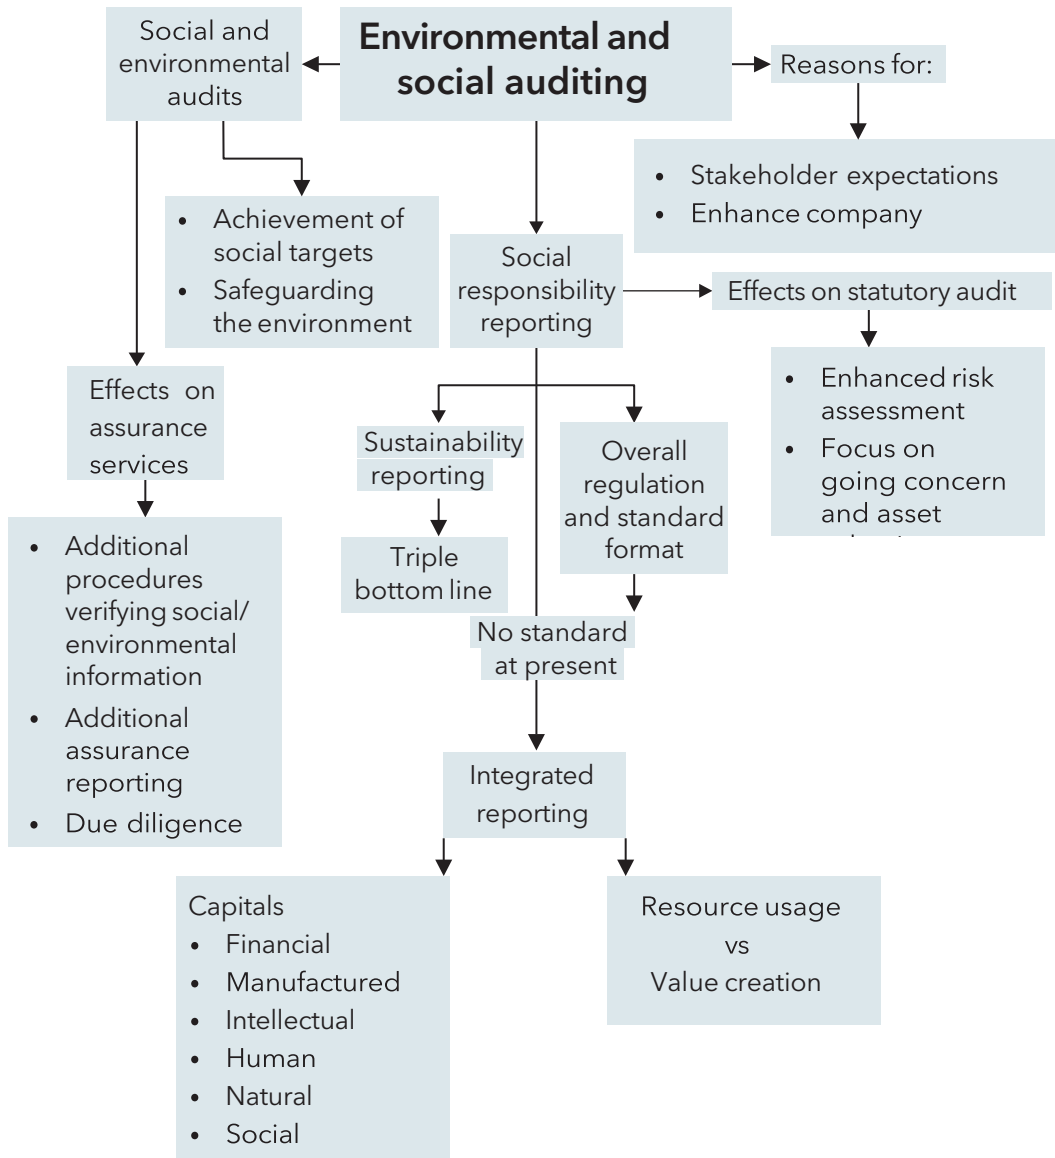 Social and
environmental
audits
Environmental and
social auditing
Reasons for:
• Stakeholder expectations
• Enhance company
• Achievement of
social targets
• Safeguarding
the environment
Social
responsibility
reporting
Effects on statutory audit
• Enhanced risk
assessment
• Focus on
going concern
and asset
Effects on
assurance
services
Sustainability
reporting
Overall
regulation
and standard
format
• Additional
procedures
verifying social/
environmental
information
• Additional
assurance
reporting
• Due diligence
Triple
bottom line
No standard
at present
Integrated
reporting
Capitals
• Financial
• Manufactured
• Intellectual
• Human
• Natural
• Social
Resource usage
vs
Value creation